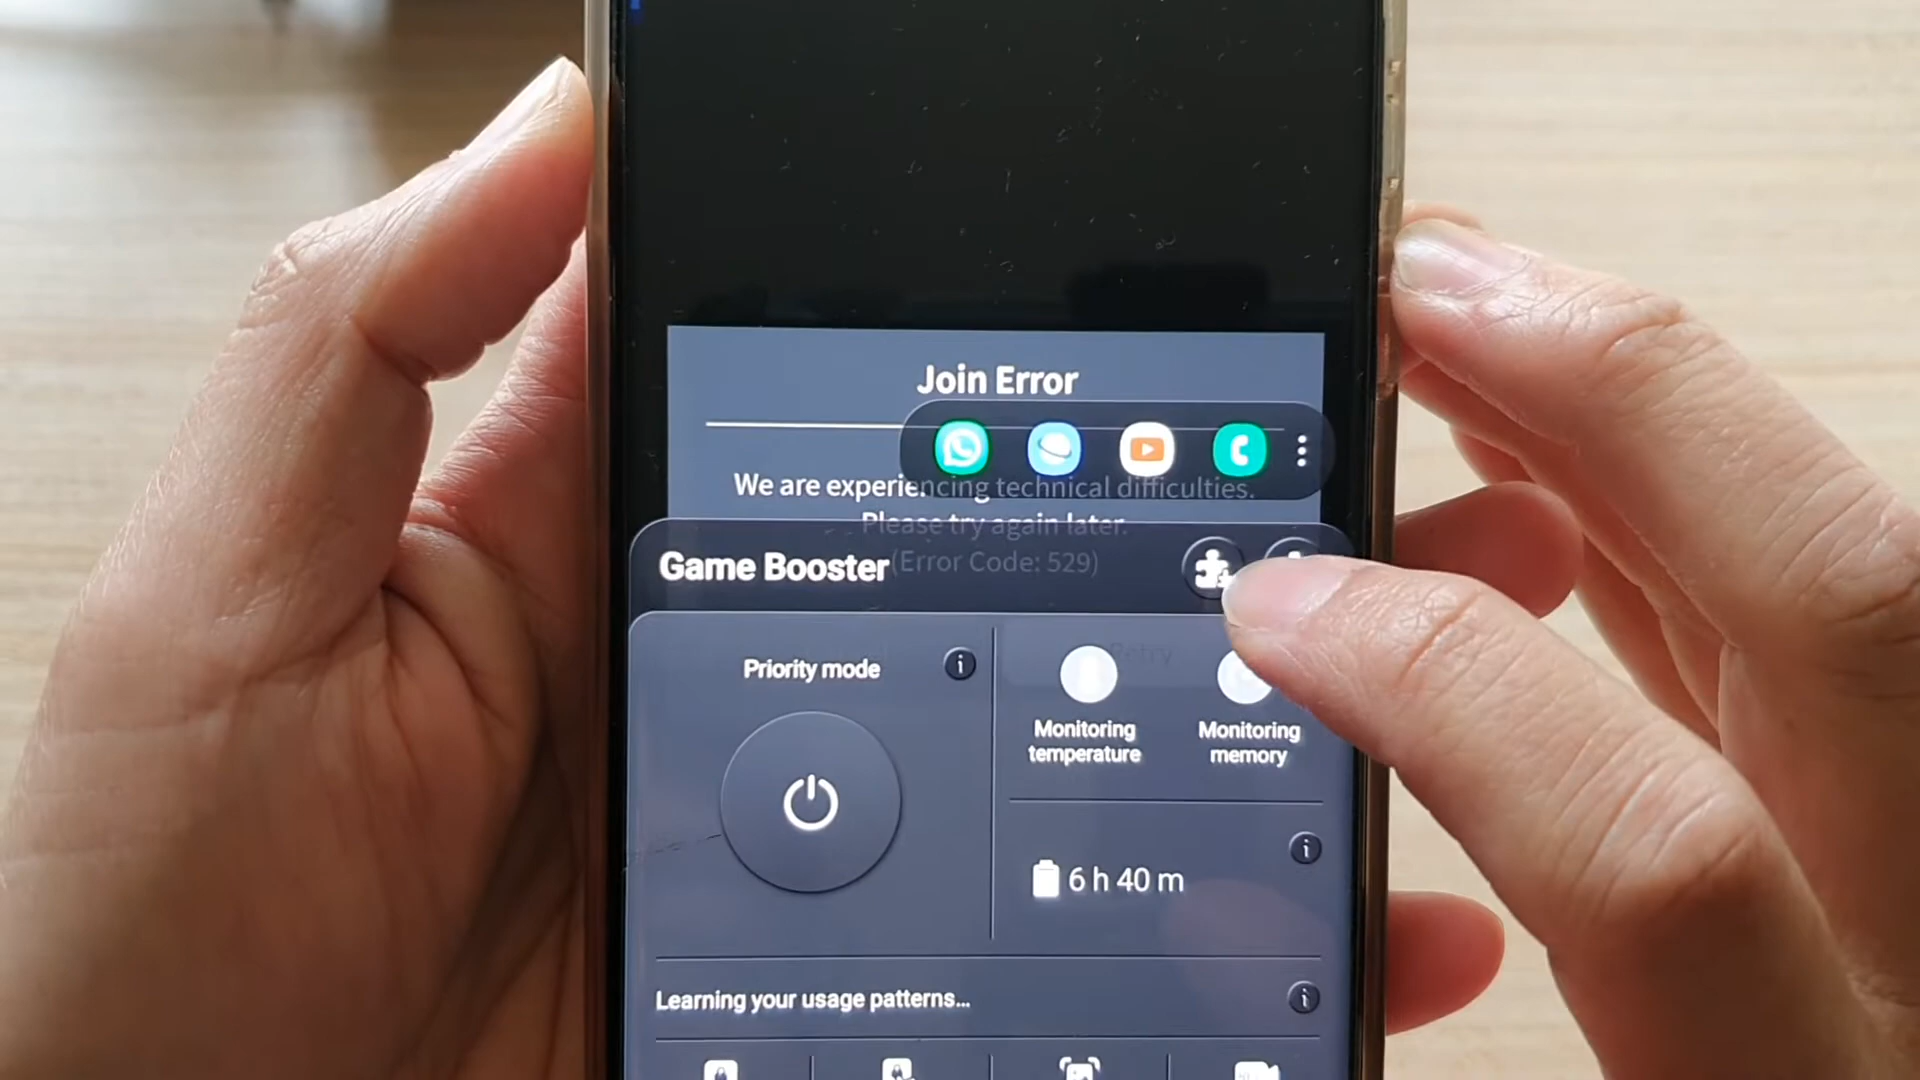 Join Error
We are experiencing technical difficulties.
Please try again later.
Game Booster
(Error Code: 529)
Retry
Priority mode
Monitoring
temperature
Monitoring
memory
6 h 40 m
Learning your usage patterns...